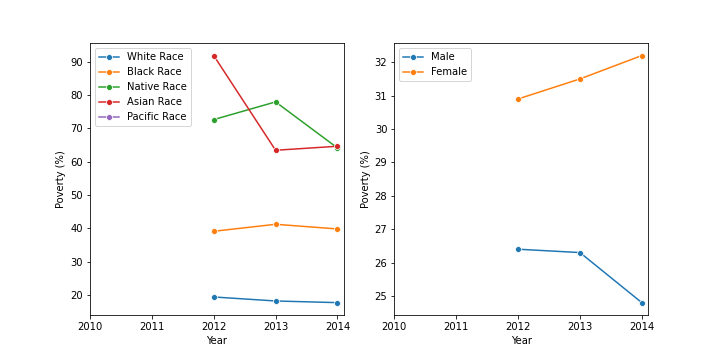 White Race
Black Race
Native Race
Asian Race
Pacific Race
90
80
70
60
50
40
30
20
Poverty (%)
2010 2011 2012 2013 2014
Year
Male
Female
32
31
30
29
28
27
26
25
Poverty (%)
2010 2011 2012 2013 2014
Year